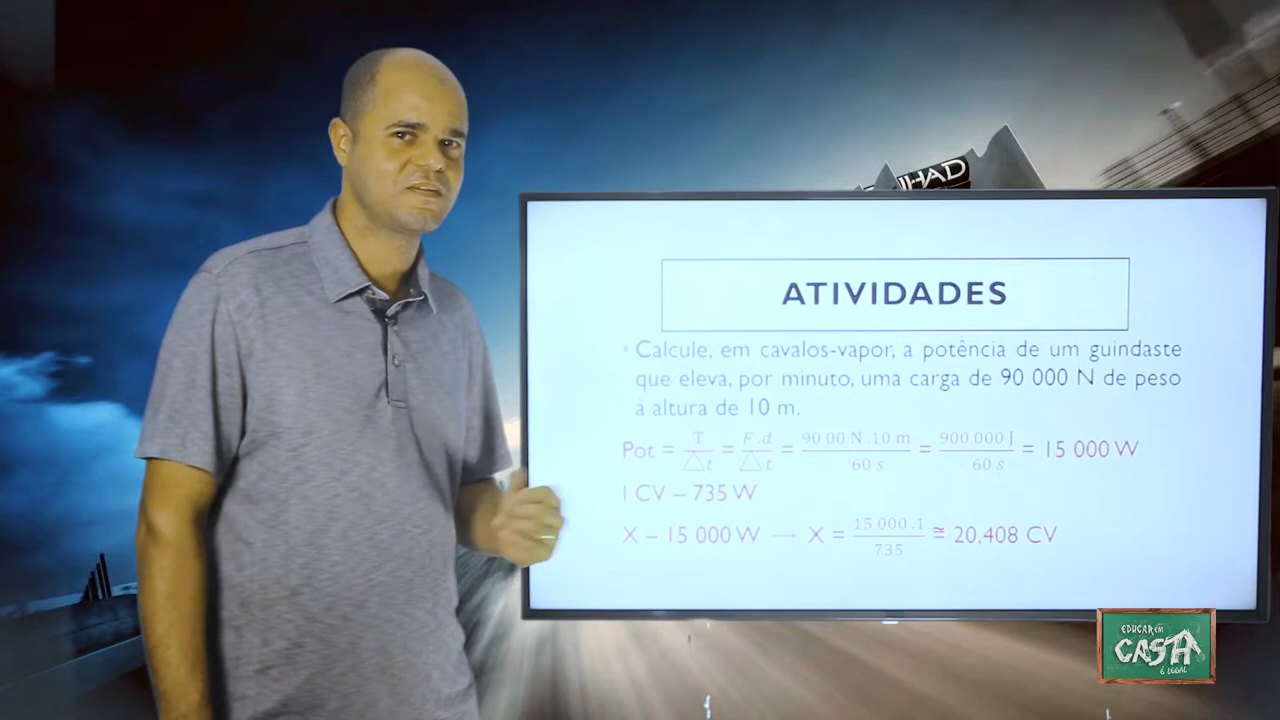 IHAD
ATIVIDADES
• Calcule, em cavalos-vapor, a potência de um guindaste
que eleva, por minuto, uma carga de 90 000 N de peso
à altura de 10 m.
Pot = T/△t = F.d/△t = 90 00 N.10 m/60 s = 900 000 J/60 s = 15 000 W
1 CV – 735 W
X – 15 000 W → X = 15 000.1/735 ≅ 20,408 CV
EDUCAR EM
CASA
É LEGAL